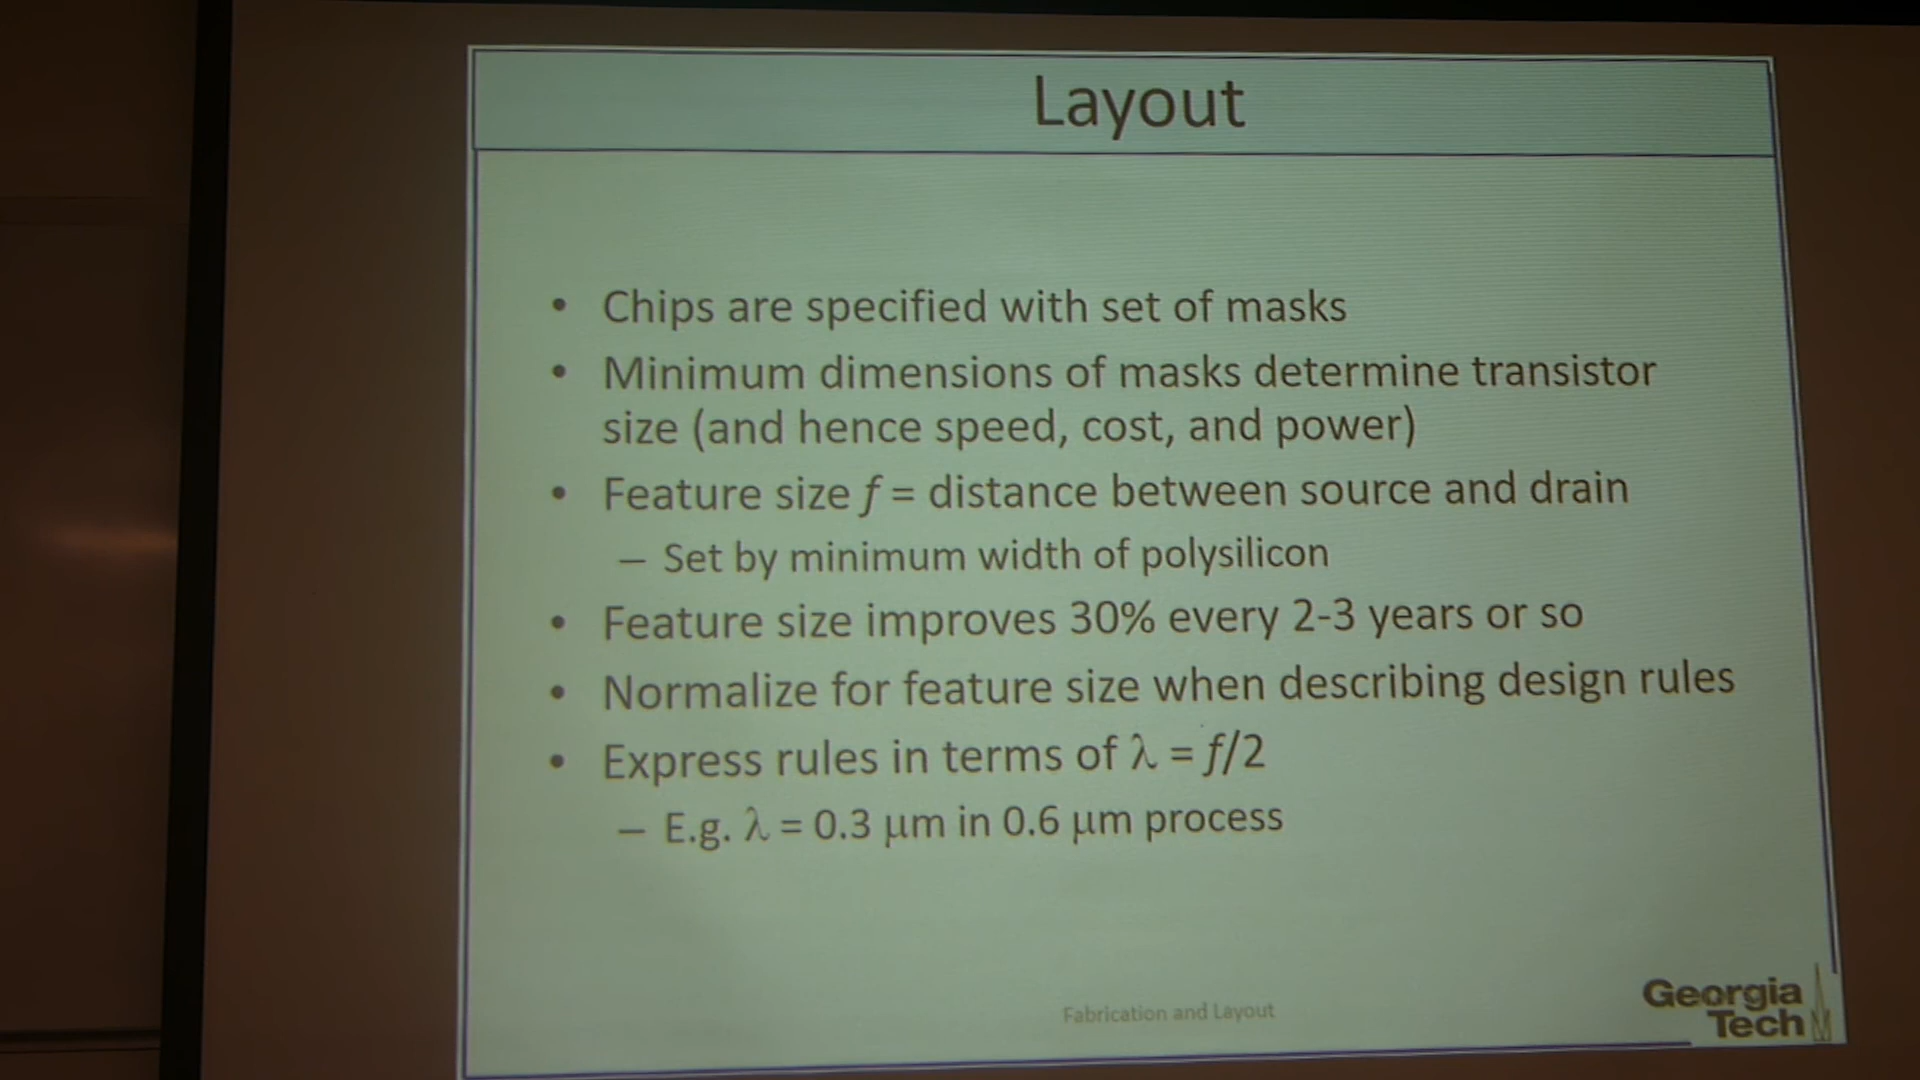 Layout
• Chips are specified with set of masks
• Minimum dimensions of masks determine transistor
size (and hence speed, cost, and power)
• Feature size f = distance between source and drain
– Set by minimum width of polysilicon
• Feature size improves 30% every 2-3 years or so
• Normalize for feature size when describing design rules
• Express rules in terms of λ = f/2
– E.g. λ = 0.3 μm in 0.6 μm process
Fabrication and Layout
Georgia
Tech